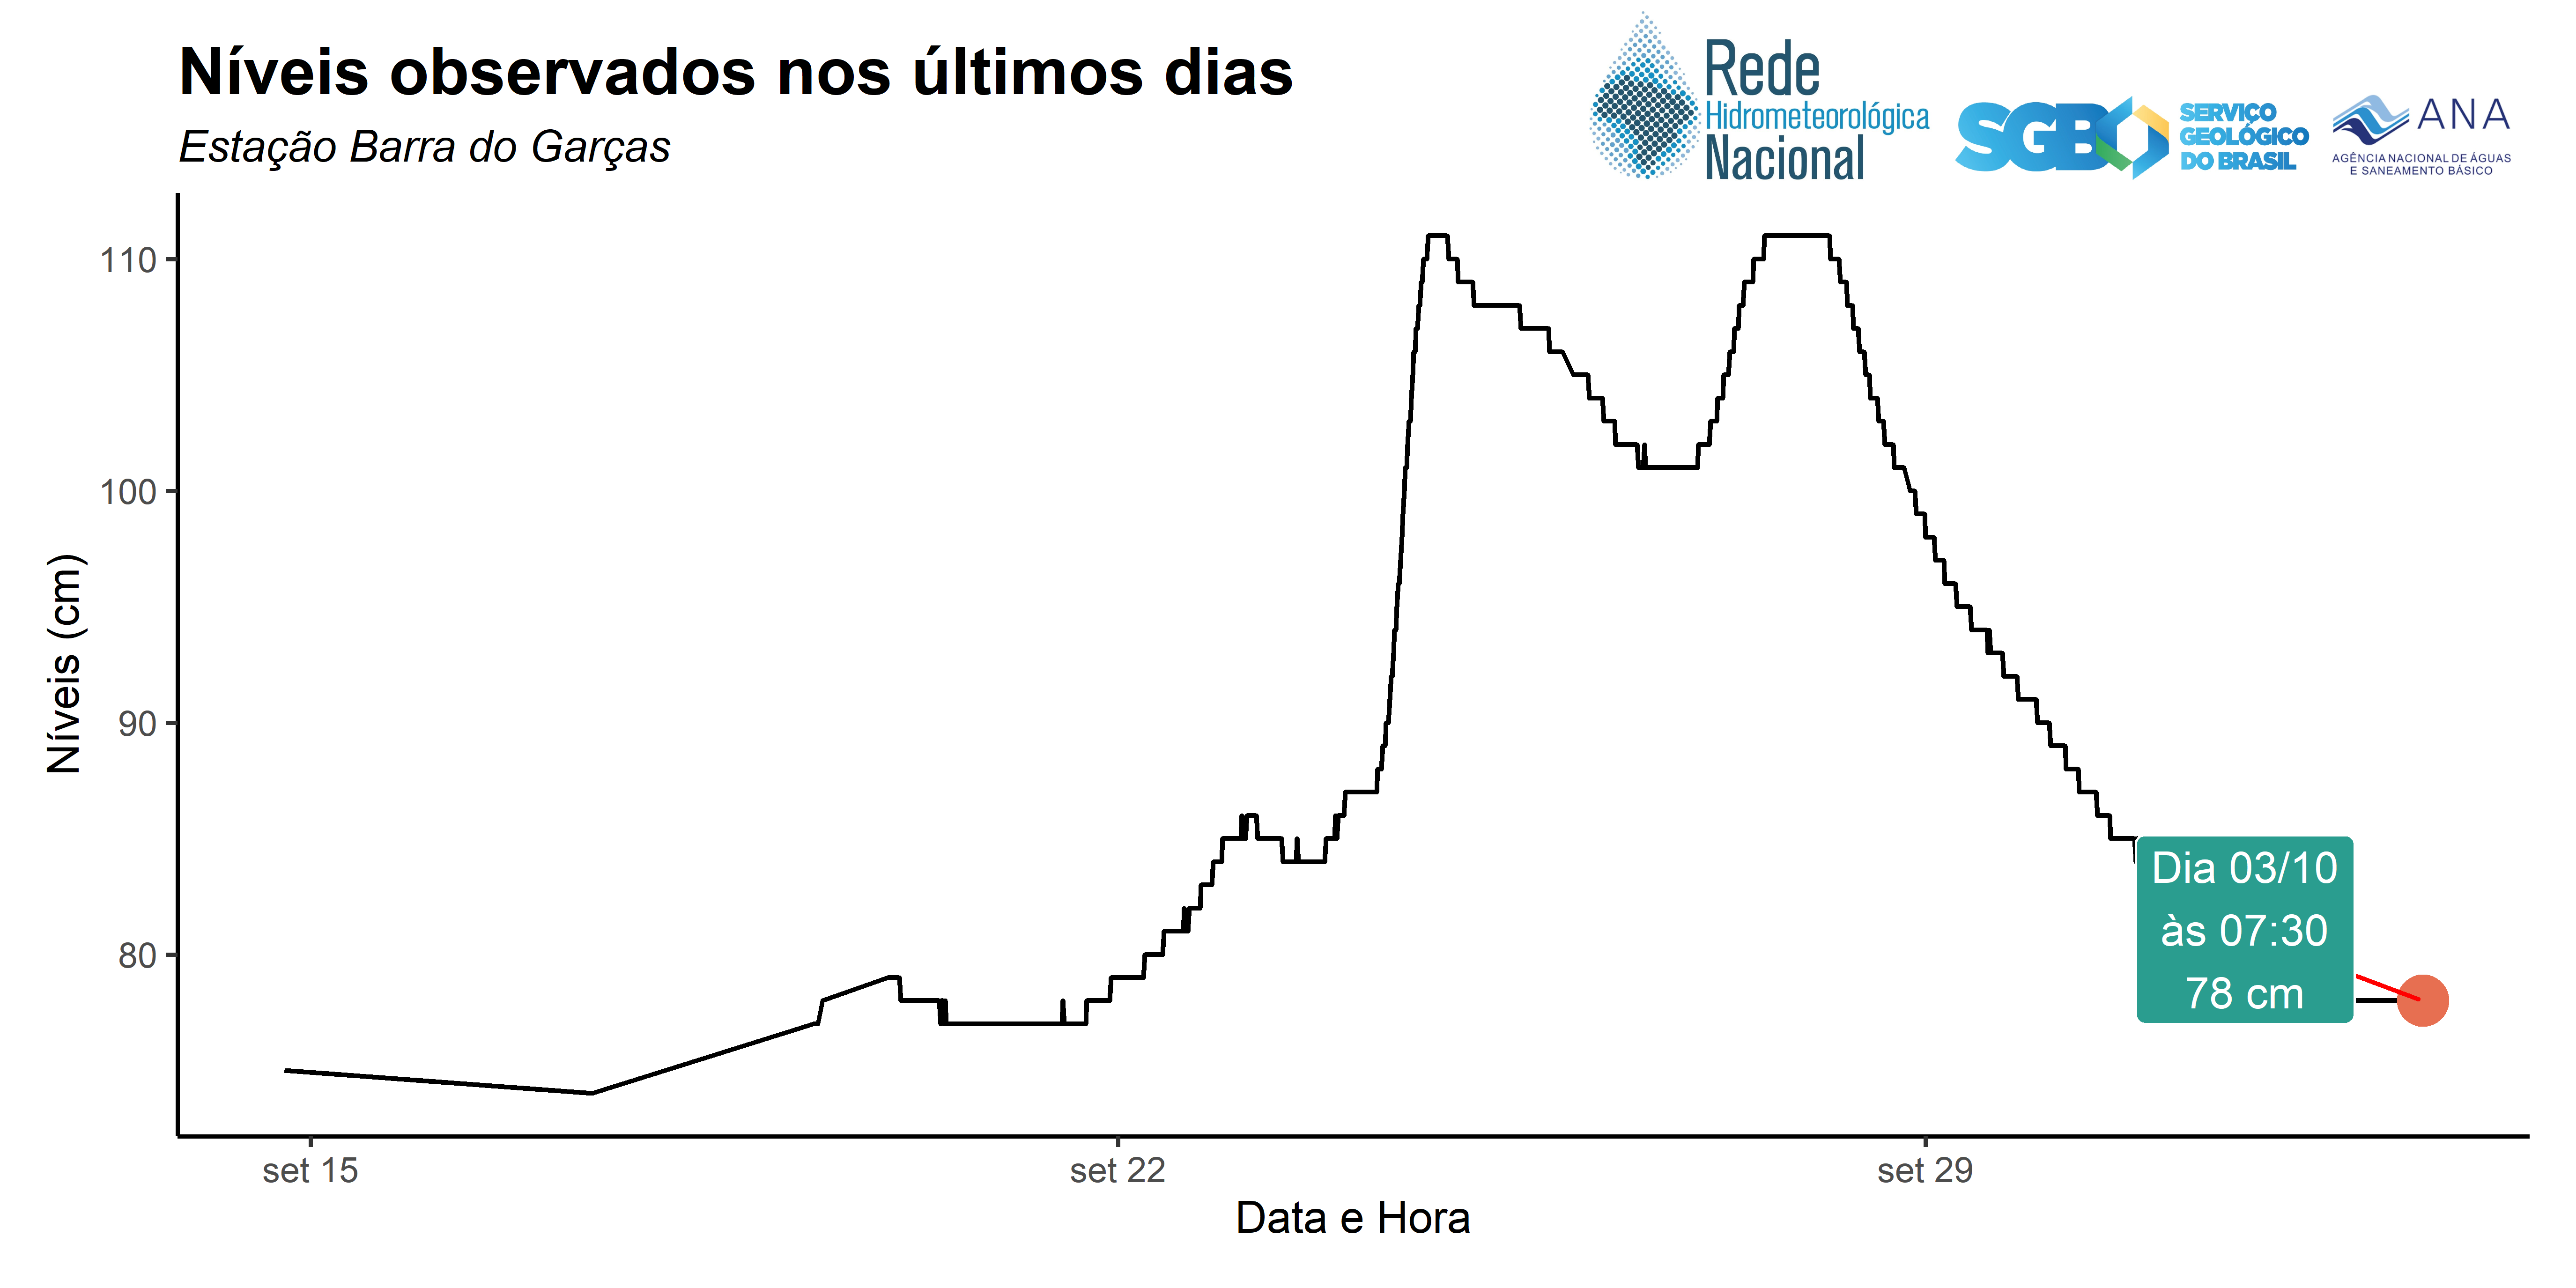 Níveis observados nos últimos dias
Estação Barra do Garças
Rede
Hidrometeorológica
Nacional
SGB
SERVIÇO
GEOLÓGICO
DO BRASIL
ANA
AGÊNCIA NACIONAL DE ÁGUAS
E SANEAMENTO BÁSICO
Níveis (cm)
110
100
90
80
Dia 03/10
às 07:30
78 cm
set 15
set 22
set 29
Data e Hora